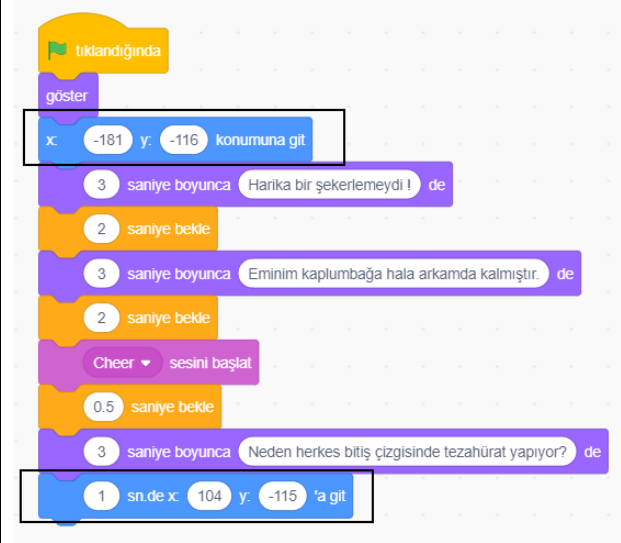 tıklandığında
göster
x: -181 y: -116 konumuna git
3 saniye boyunca Harika bir şekerlemeydi ! de
2 saniye bekle
3 saniye boyunca Eminim kaplumbağa hala arkamda kalmıştır. de
2 saniye bekle
Cheer sesini başlat
0.5 saniye bekle
3 saniye boyunca Neden herkes bitiş çizgisinde tezahürat yapıyor? de
1 sn.de x: 104 y: -115 'a git